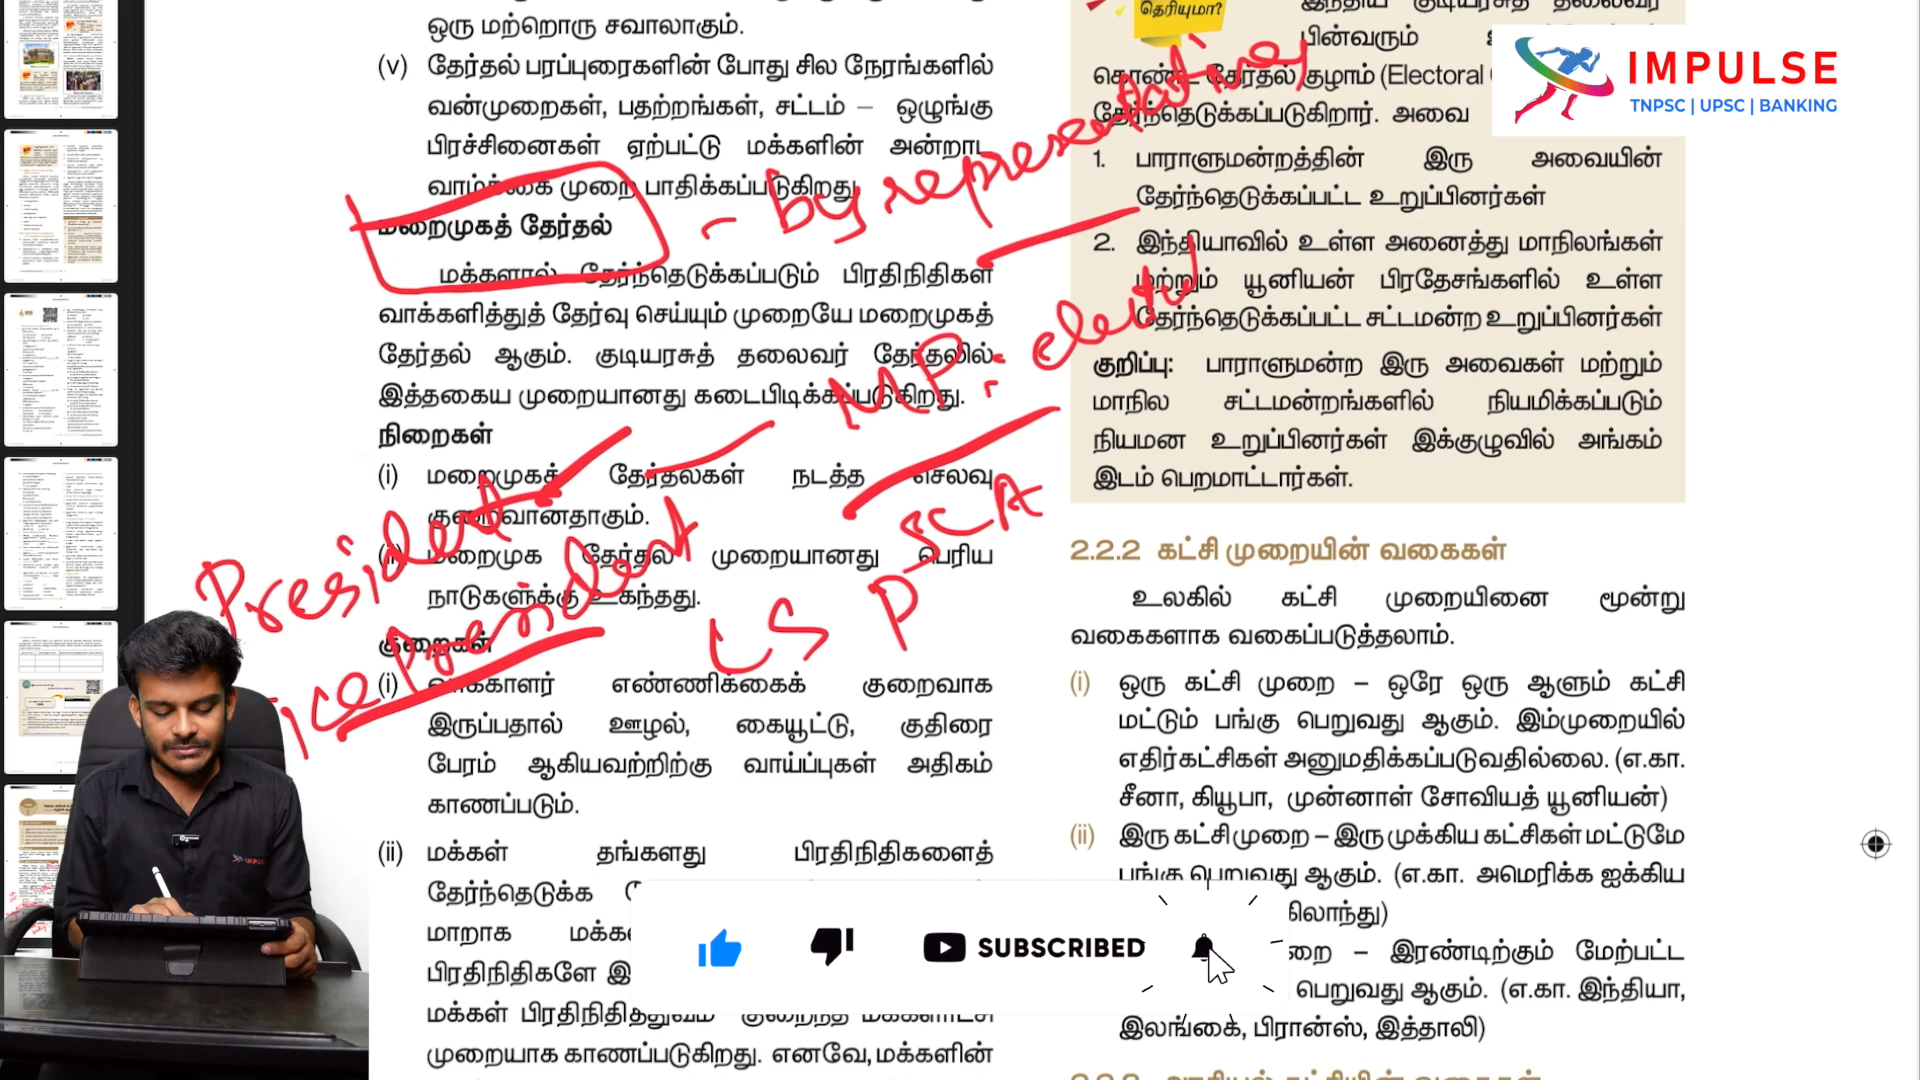 ஒரு மற்றொரு சவாலாகும்.
(v) தேர்தல் பரப்புரைகளின் போது சில நேரங்களில்
வன்முறைகள், பதற்றங்கள், சட்டம் – ஒழுங்கு
பிரச்சினைகள் ஏற்பட்டு மக்களின் அன்றாட
வாழ்க்கை முறை பாதிக்கப்படுகிறது.
மறைமுகத் தேர்தல்
- by representatives
மக்களால் தேர்ந்தெடுக்கப்படும் பிரதிநிதிகள்
வாக்களித்துத் தேர்வு செய்யும் முறையே மறைமுகத்
தேர்தல் ஆகும். குடியரசுத் தலைவர் தேர்தலில்
இத்தகைய முறையானது கடைபிடிக்கப்படுகிறது.
MP
நிறைகள்
(i) மறைமுகத் தேர்தல்கள் நடத்த செலவு
குறைவானதாகும்.
President
(ii) மறைமுக தேர்தல் முறையானது பெரிய
நாடுகளுக்கு உகந்தது.
Vice President
குறைகள்
(i) வாக்காளர் எண்ணிக்கைக் குறைவாக
இருப்பதால் ஊழல், கையூட்டு, குதிரை
பேரம் ஆகியவற்றிற்கு வாய்ப்புகள் அதிகம்
காணப்படும்.
(ii) மக்கள் தங்களது பிரதிநிதிகளைத்
தேர்ந்தெடுக்க
மாறாக
பிரதிநிதிகளே
மக்கள் பிரதிநிதித்துவம் குறைந்த மக்களாட்சி
முறையாக காணப்படுகிறது. எனவே, மக்களின்
தெரியுமா?
இந்திய குடியரசுத் தலைவர்
பின்வரும்
கொண்ட தேர்தல் குழாம் (Electoral
தேர்ந்தெடுக்கப்படுகிறார். அவை
1. பாராளுமன்றத்தின் இரு அவையின்
தேர்ந்தெடுக்கப்பட்ட உறுப்பினர்கள்
2. இந்தியாவில் உள்ள அனைத்து மாநிலங்கள்
மற்றும் யூனியன் பிரதேசங்களில் உள்ள
தேர்ந்தெடுக்கப்பட்ட சட்டமன்ற உறுப்பினர்கள்
குறிப்பு: பாராளுமன்ற இரு அவைகள் மற்றும்
மாநில சட்டமன்றங்களில் நியமிக்கப்படும்
நியமன உறுப்பினர்கள் இக்குழுவில் அங்கம்
இடம் பெறமாட்டார்கள்.
2.2.2 கட்சி முறையின் வகைகள்
உலகில் கட்சி முறையினை மூன்று
வகைகளாக வகைப்படுத்தலாம்.
(i) ஒரு கட்சி முறை – ஒரே ஒரு ஆளும் கட்சி
மட்டும் பங்கு பெறுவது ஆகும். இம்முறையில்
எதிர்கட்சிகள் அனுமதிக்கப்படுவதில்லை. (எ.கா.
சீனா, கியூபா, முன்னாள் சோவியத் யூனியன்)
(ii) இரு கட்சி முறை – இரு முக்கிய கட்சிகள் மட்டுமே
பங்கு பெறுவது ஆகும். (எ.கா. அமெரிக்க ஐக்கிய
– இரண்டிற்கும் மேற்பட்ட
பெறுவது ஆகும். (எ.கா. இந்தியா,
இலங்கை, பிரான்ஸ், இத்தாலி)
IMPULSE
TNPSC | UPSC | BANKING
SUBSCRIBED